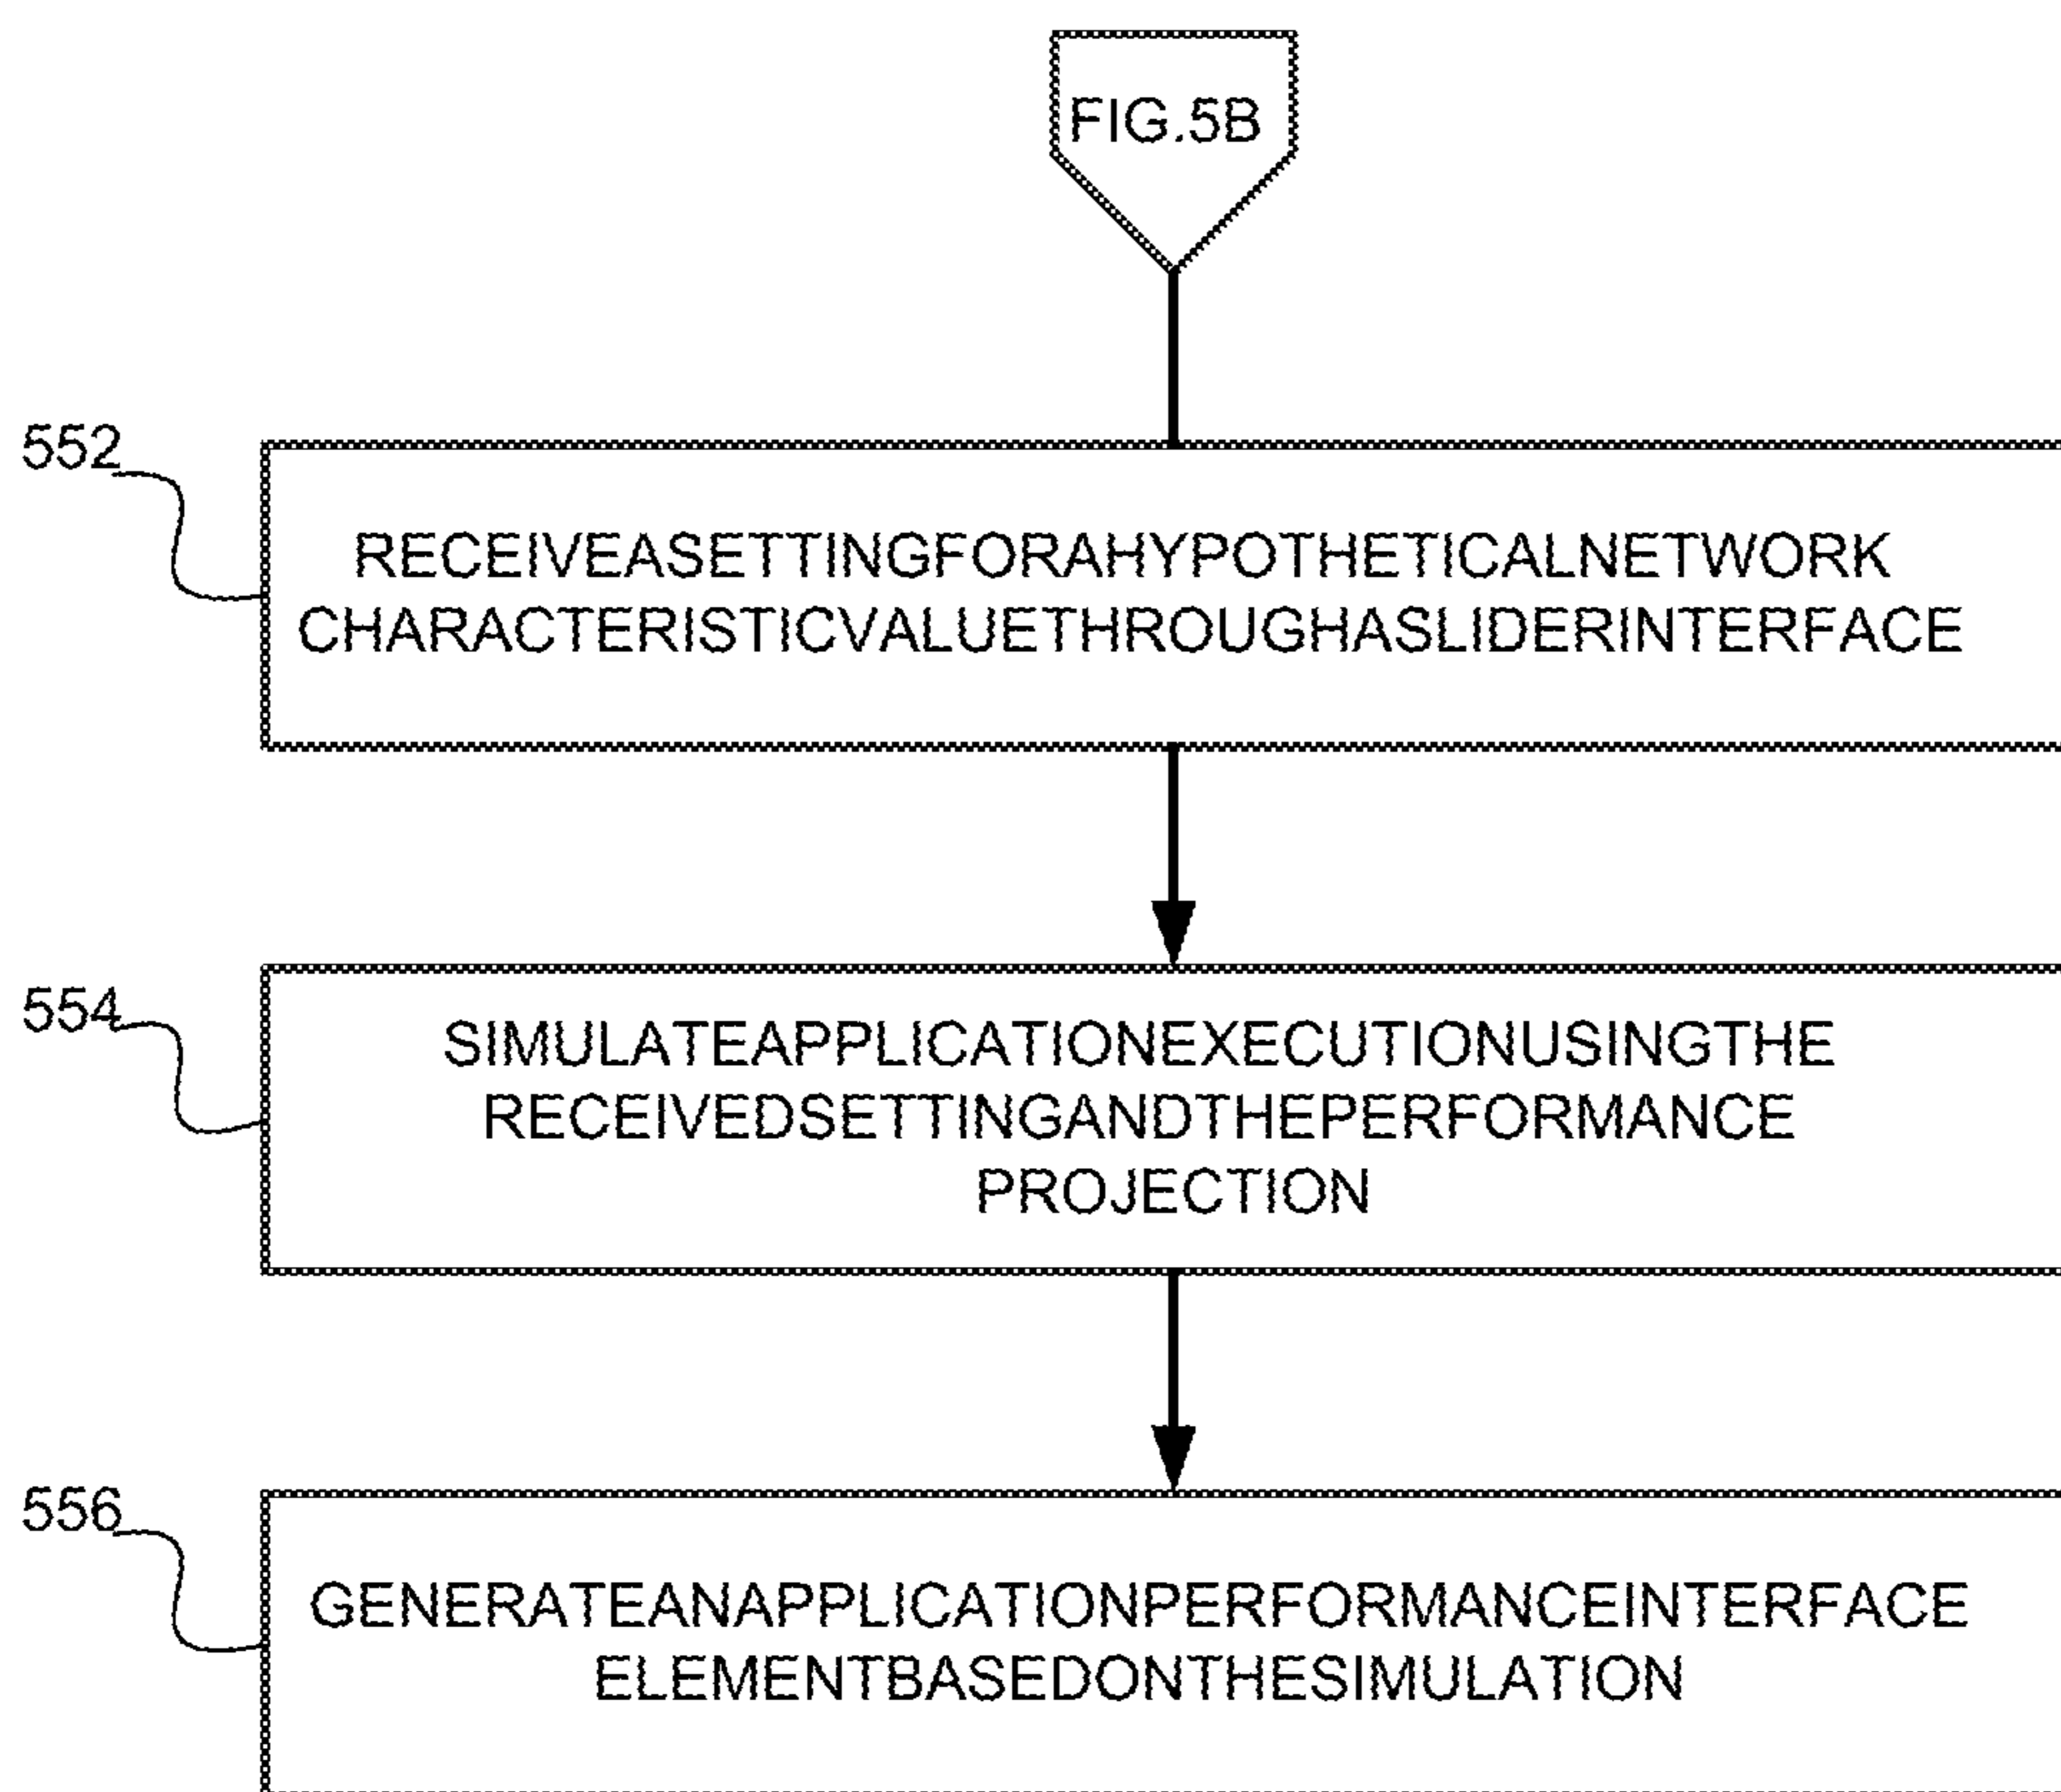 FIG.5B
552
RECEIVEASETTINGFORAHYPOTHETICALNETWORK
CHARACTERISTICVALUETHROUGHASLIDERINTERFACE
554
SIMULATEAPPLICATIONEXECUTIONUSINGTHE
RECEIVEDSETTINGANDTHEPERFORMANCE
PROJECTION
556
GENERATEANAPPLICATIONPERFORMANCEINTERFACE
ELEMENTBASEDONTHESIMULATION